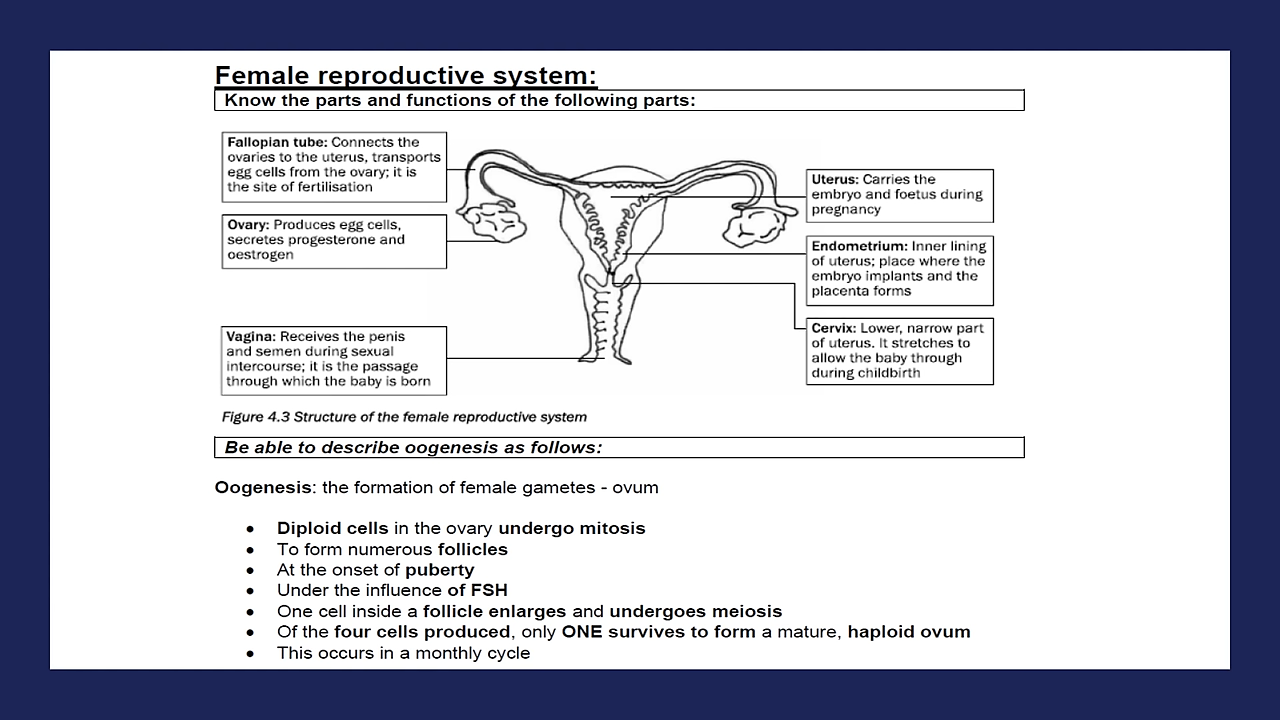 Female reproductive system:
Know the parts and functions of the following parts:
Fallopian tube: Connects the
ovaries to the uterus, transports
egg cells from the ovary; it is
the site of fertilisation
Ovary: Produces egg cells,
secretes progesterone and
oestrogen
Vagina: Receives the penis
and semen during sexual
intercourse; it is the passage
through which the baby is born
Uterus: Carries the
embryo and foetus during
pregnancy
Endometrium: Inner lining
of uterus; place where the
embryo implants and the
placenta forms
Cervix: Lower, narrow part
of uterus. It stretches to
allow the baby through
during childbirth
Figure 4.3 Structure of the female reproductive system
Be able to describe oogenesis as follows:
Oogenesis: the formation of female gametes - ovum
• Diploid cells in the ovary undergo mitosis
• To form numerous follicles
• At the onset of puberty
• Under the influence of FSH
• One cell inside a follicle enlarges and undergoes meiosis
• Of the four cells produced, only ONE survives to form a mature, haploid ovum
• This occurs in a monthly cycle